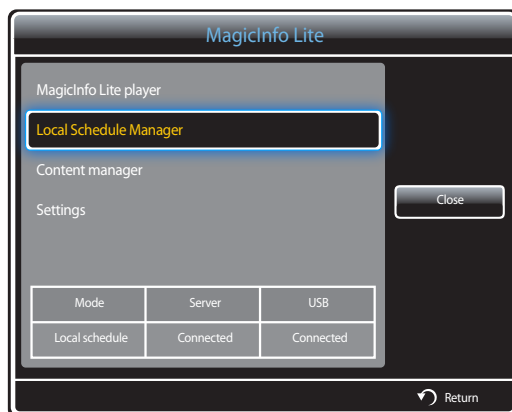 MagicInfo Lite
MagicInfo Lite player
Local Schedule Manager
Content manager
Settings
Close
Mode Server USB
Local schedule Connected Connected
Return